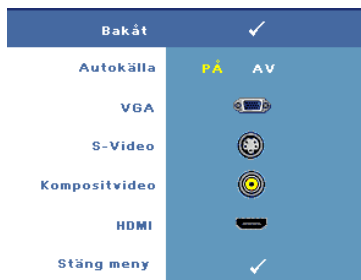 Bakåt
Autokälla PÅ AV
VGA
S-Video
Kompositvideo
HDMI
Stäng meny